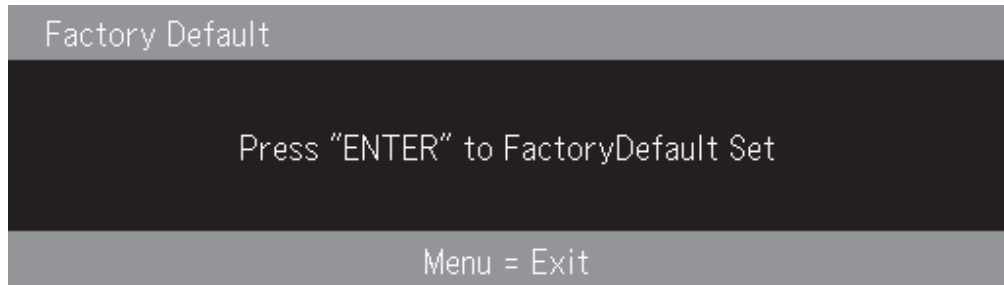 Factory Default
Press "ENTER" to FactoryDefault Set
Menu = Exit